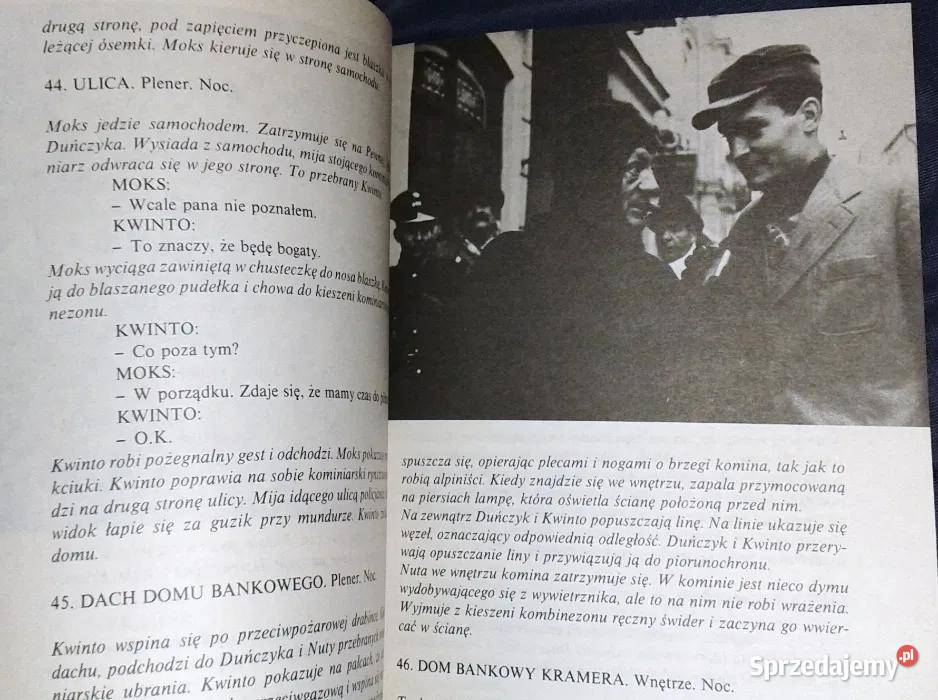 drugą stronę, pod zapięciem przyczepiona jest blaszka
leżącej ósemki. Moks kieruje się w stronę samochodu.
44. ULICA. Plener. Noc.
Moks jedzie samochodem. Zatrzymuje się na
Duńczyka. Wysiada z samochodu, mija stojącego
niarz odwraca się w jego stronę. To przebrany Kwinto.
MOKS:
– Wcale pana nie poznałem.
KWINTO:
– To znaczy, że będę bogaty.
Moks wyciąga zawiniętą w chusteczkę do nosa blaszkę.
ją do blaszanego pudełka i chowa do kieszeni
nezonu.
KWINTO:
– Co poza tym?
MOKS:
– W porządku. Zdaje się, że mamy czas do
KWINTO:
– O.K.
Kwinto robi pożegnalny gest i odchodzi. Moks
kciuki. Kwinto poprawia na sobie kominiarski
dzi na drugą stronę ulicy. Mija idącego ulicą
widok łapie się za guzik przy mundurze. Kwinto
domu.
45. DACH DOMU BANKOWEGO. Plener. Noc
Kwinto wspina się po przeciwpożarowej drabince.
dachu, podchodzi do Duńczyka i Nuty przebranych
niarskie ubrania. Kwinto pokazuje na palcach,
spuszcza się, opierając plecami i nogami o brzegi komina, tak jak to
robią alpiniści. Kiedy znajdzie się we wnętrzu, zapala przymocowaną
na piersiach lampę, która oświetla ścianę położoną przed nim.
Na zewnątrz Duńczyk i Kwinto popuszczają linę. Na linie ukazuje się
węzeł, oznaczający odpowiednią odległość. Duńczyk i Kwinto przery-
wają opuszczanie liny i przywiązują ją do piorunochronu.
Nuta we wnętrzu komina zatrzymuje się. W kominie jest nieco dymu
wydobywającego się z wywietrznika, ale to na nim nie robi wrażenia.
Wyjmuje z kieszeni kombinezonu ręczny świder i zaczyna go wwier-
cać w ścianę.
46. DOM BANKOWY KRAMERA. Wnętrze. Noc.
Sprzedajemy.pl